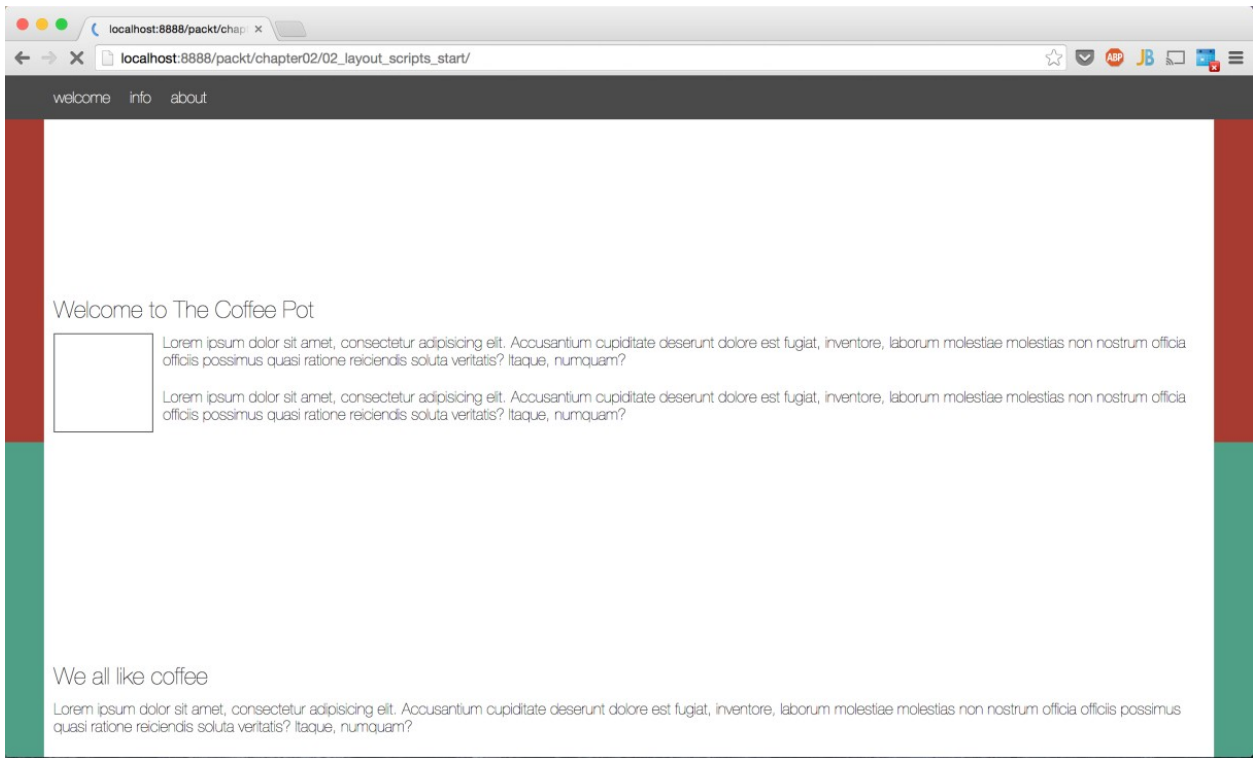 localhost:8888/packt/chap
localhost:8888/packt/chapter02/02_layout_scripts_start/
ABP
JB
welcome info about
Welcome to The Coffee Pot
Lorem ipsum dolor sit amet, consectetur adipisicing elit. Accusantium cupiditate deserunt dolore est fugiat, inventore, laborum molestiae molestias non nostrum officia
officiis possimus quasi ratione reiciendis soluta veritatis? Itaque, numquam?
Lorem ipsum dolor sit amet, consectetur adipisicing elit. Accusantium cupiditate deserunt dolore est fugiat, inventore, laborum molestiae molestias non nostrum officia
officiis possimus quasi ratione reiciendis soluta veritatis? Itaque, numquam?
We all like coffee
Lorem ipsum dolor sit amet, consectetur adipisicing elit. Accusantium cupiditate deserunt dolore est fugiat, inventore, laborum molestiae molestias non nostrum officia officiis possimus
quasi ratione reiciendis soluta veritatis? Itaque, numquam?